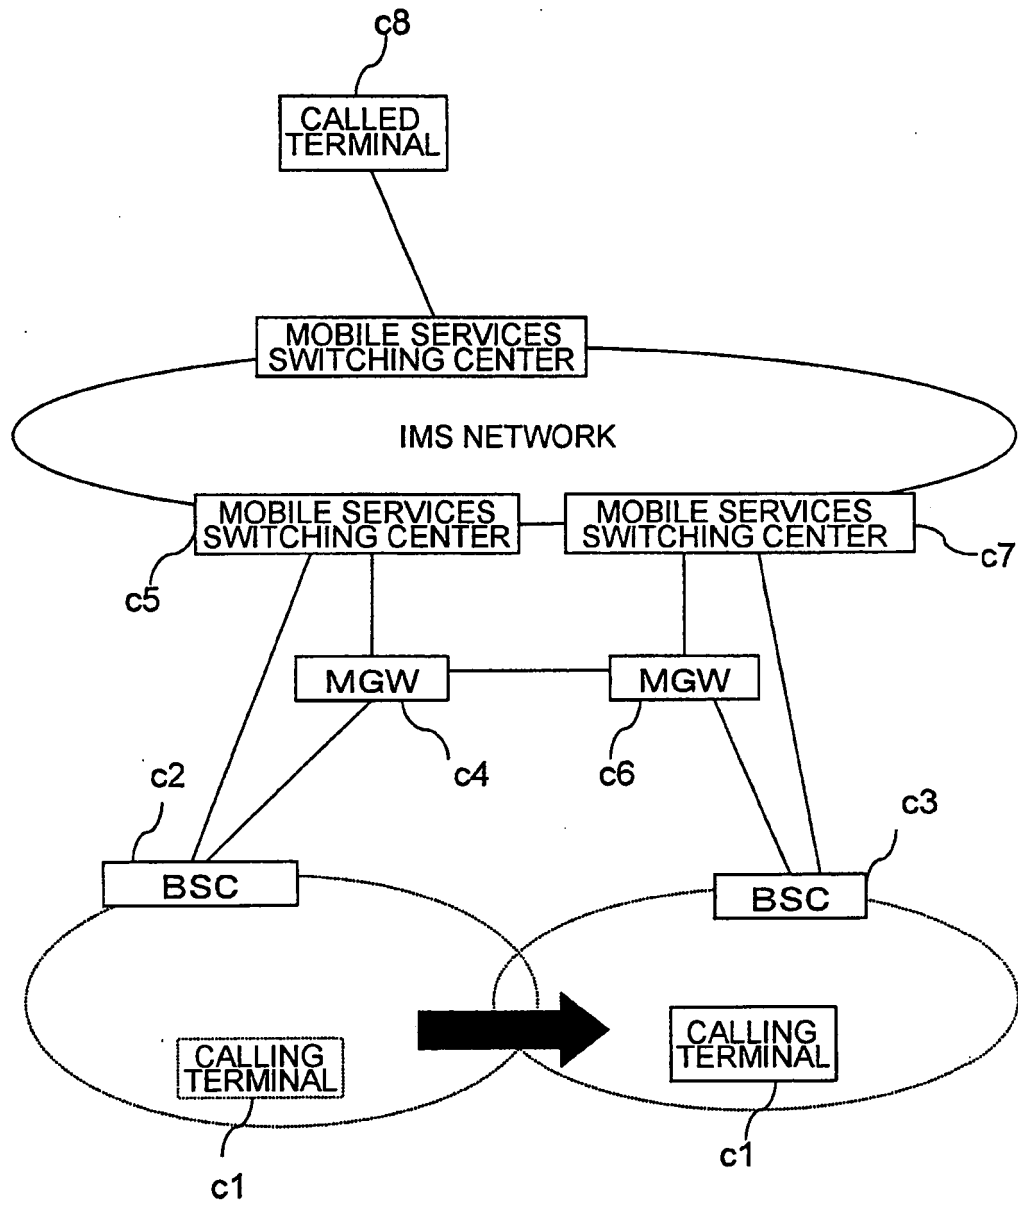 c8
CALLED
TERMINAL
MOBILE SERVICES
SWITCHING CENTER
IMS NETWORK
MOBILE SERVICES
SWITCHING CENTER
MOBILE SERVICES
SWITCHING CENTER
c7
c5
MGW
MGW
c4
c6
c2
c3
BSC
BSC
CALLING
TERMINAL
CALLING
TERMINAL
c1
c1